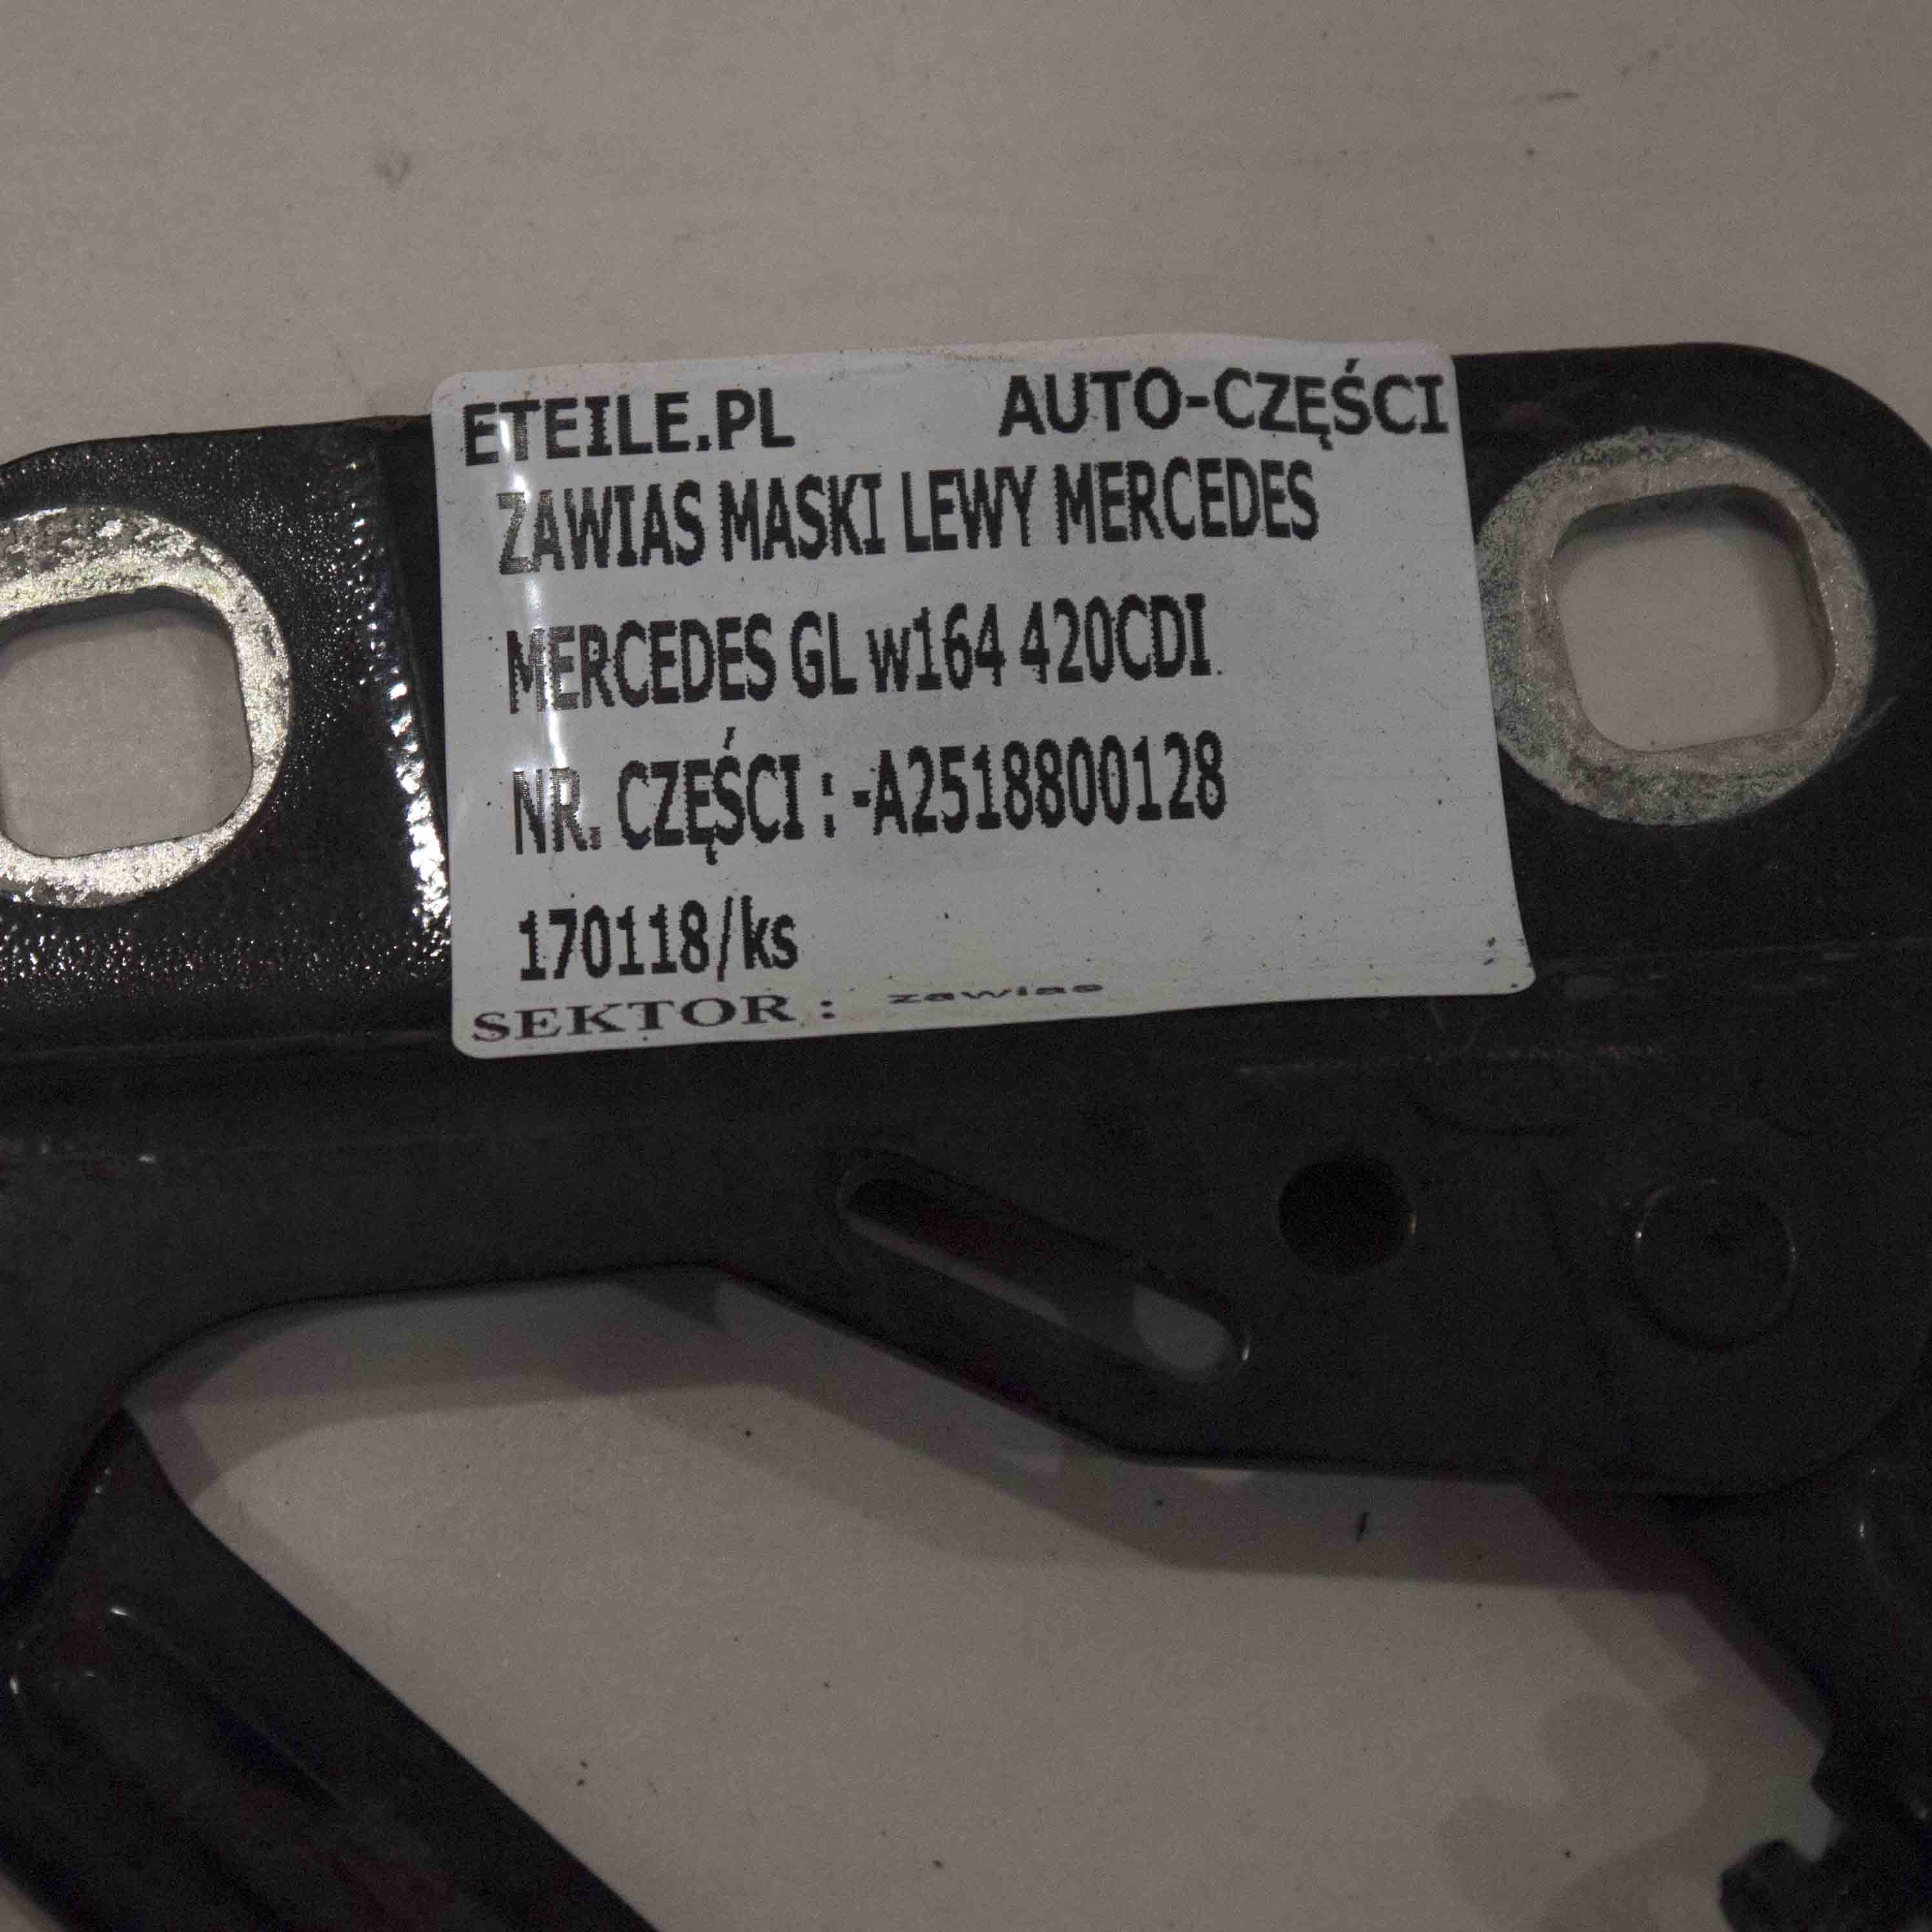 ETEILE.PL AUTO-CZĘŚCI
ZAWIAS MASKI LEWY MERCEDES
MERCEDES GL w164 420CDI
NR. CZĘŚCI : -A2518800128
170118/ks
SEKTOR : zawias